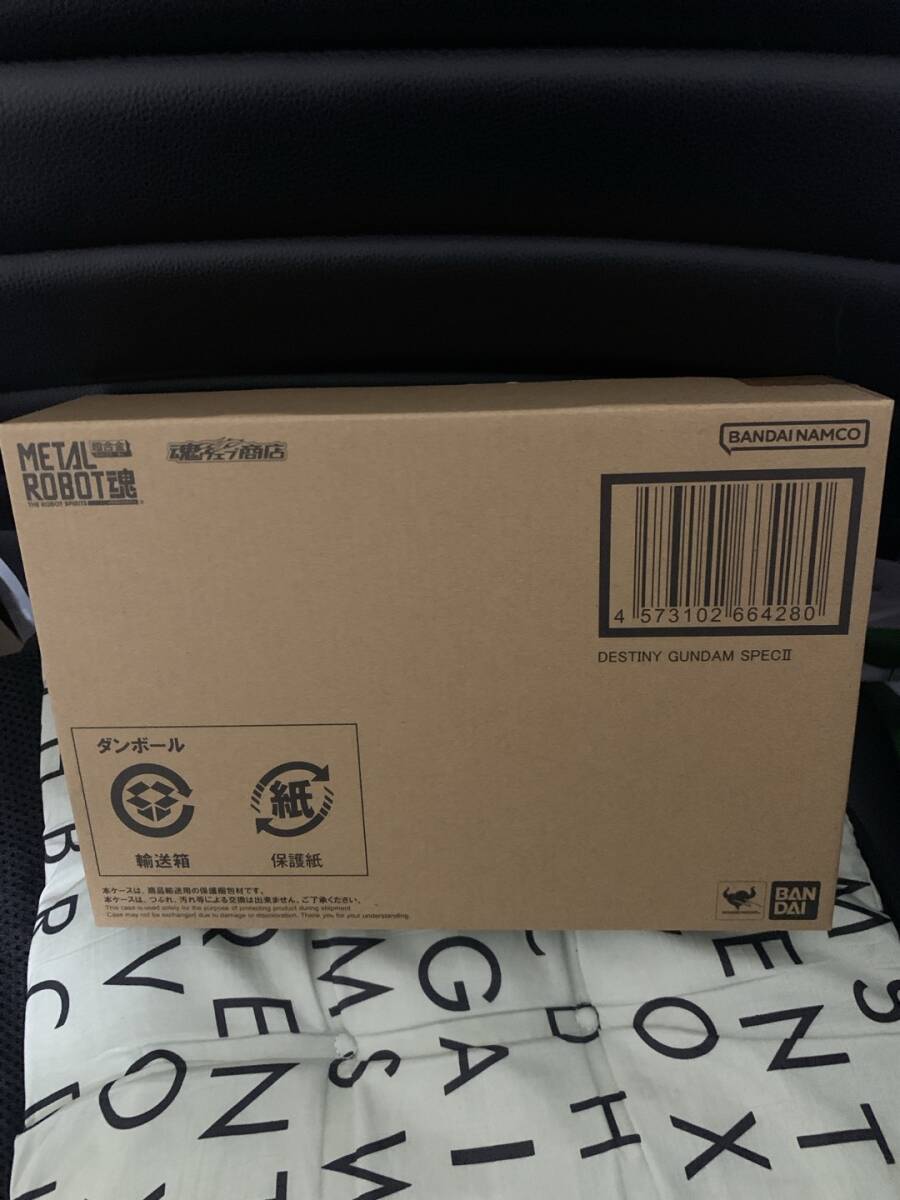 METAL 超合金
ROBOT魂
THE ROBOT SPIRITS
魂ウェブ商店
BANDAI NAMCO
4 573102 664280
DESTINY GUNDAM SPECⅡ
ダンボール
紙
輸送箱
保護紙
本ケースは、商品輸送用の保護梱包材です。
本ケースは、つぶれ、汚れ等による交換は出来ません。ご了承ください。
This case is used solely for the purpose of protecting product during shipment.
Case may not be exchanged due to damage or discoloration. Thank you for your understanding.
BAN
DAI